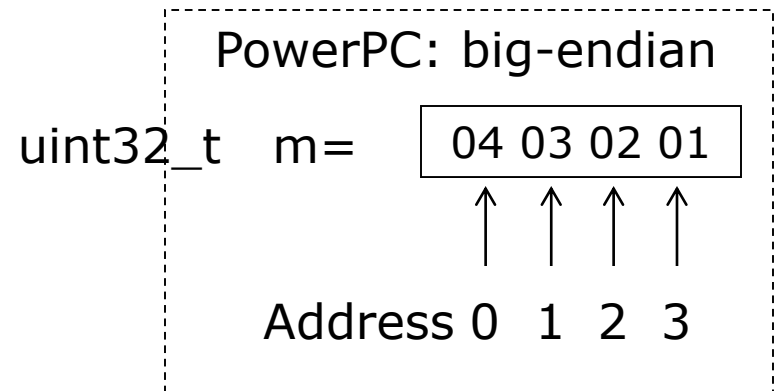 PowerPC: big-endian
uint32_t m= 04 03 02 01
Address 0 1 2 3